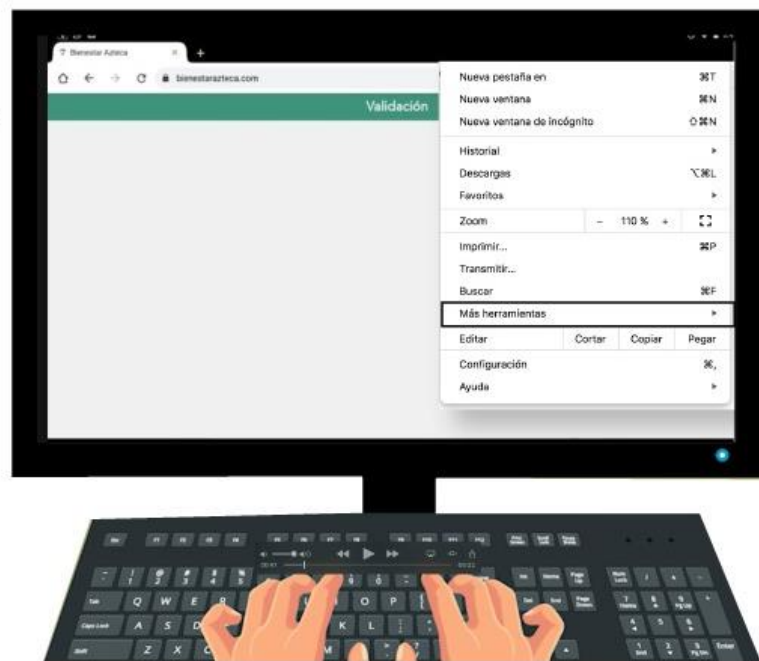 Bienestar Azteca
bienestarazteca.com
Validación
Nueva pestaña en ⌘T
Nueva ventana ⌘N
Nueva ventana de incógnito ⇧⌘N
Historial
Descargas ⌥⌘L
Favoritos
Zoom - 110 % +
Imprimir... ⌘P
Transmitir...
Buscar ⌘F
Más herramientas
Editar Cortar Copiar Pegar
Configuración ⌘,
Ayuda
Q W E
O P
A S D
K L
Z X
M